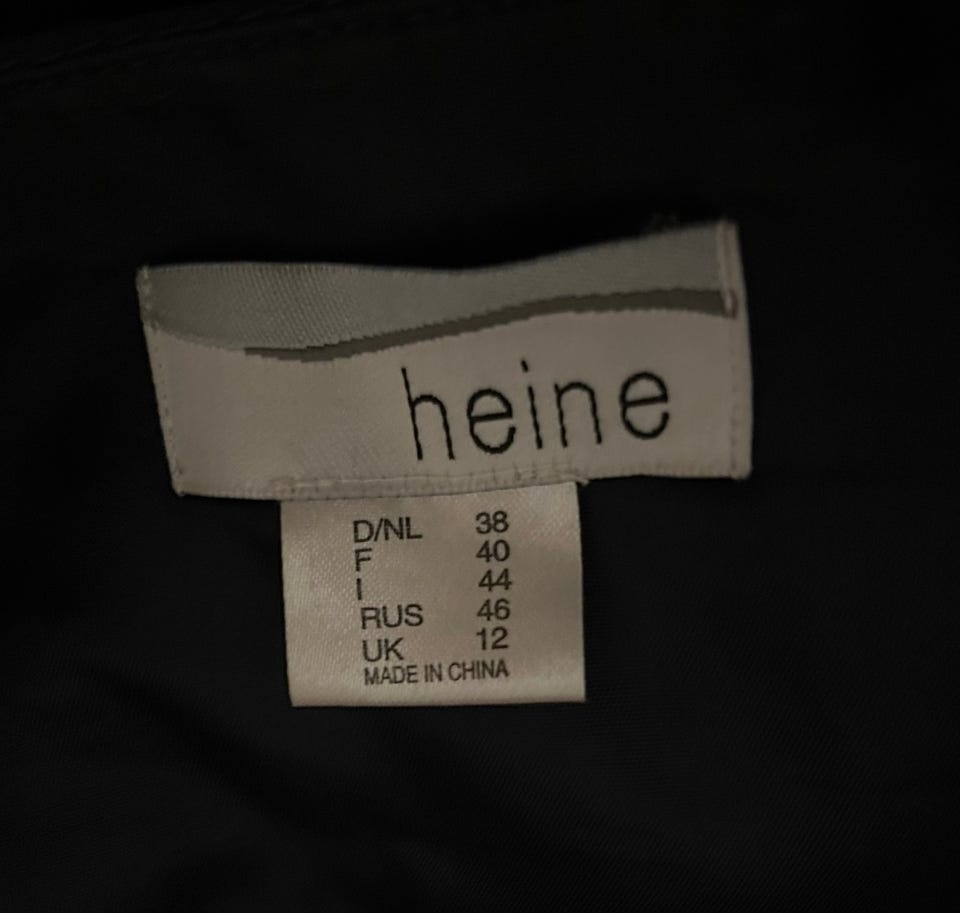 heine
D/NL 38
F 40
I 44
RUS 46
UK 12
MADE IN CHINA